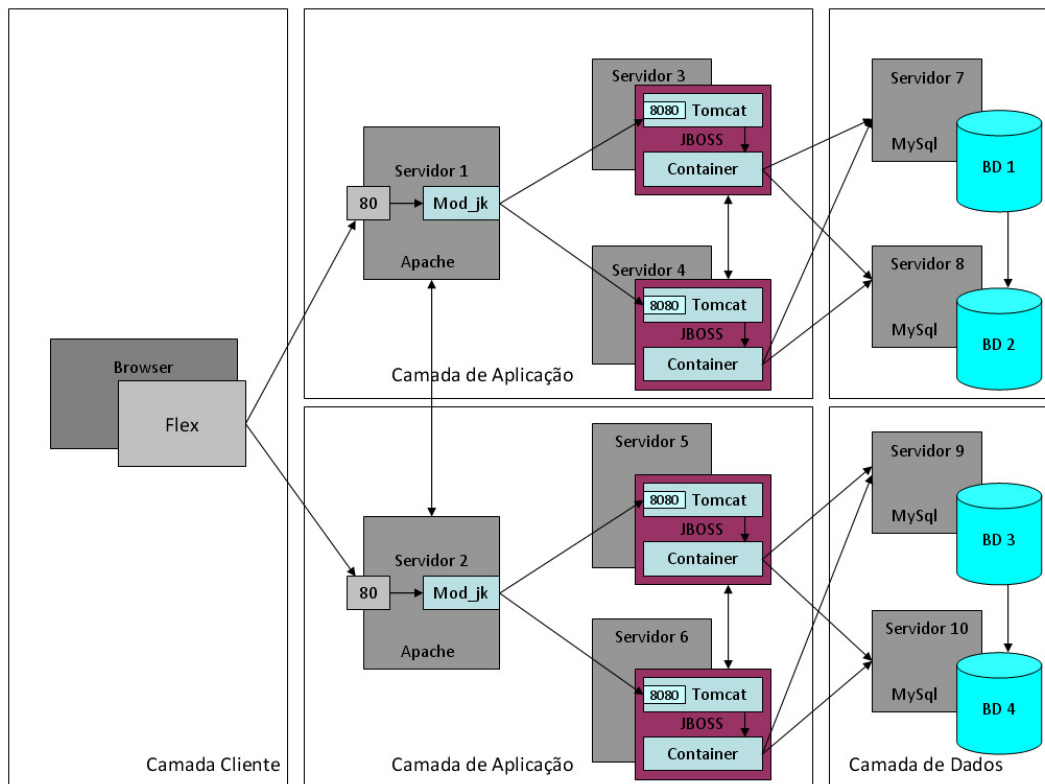 Browser
Flex
Camada Cliente
Servidor 1
80
Mod_jk
Apache
Servidor 3
8080
Tomcat
JBOSS
Container
Servidor 4
8080
Tomcat
JBOSS
Container
Camada de Aplicação
Servidor 7
MySql
BD 1
Servidor 8
MySql
BD 2
Servidor 2
80
Mod_jk
Apache
Servidor 5
8080
Tomcat
JBOSS
Container
Servidor 6
8080
Tomcat
JBOSS
Container
Camada de Aplicação
Servidor 9
MySql
BD 3
Servidor 10
MySql
BD 4
Camada de Dados